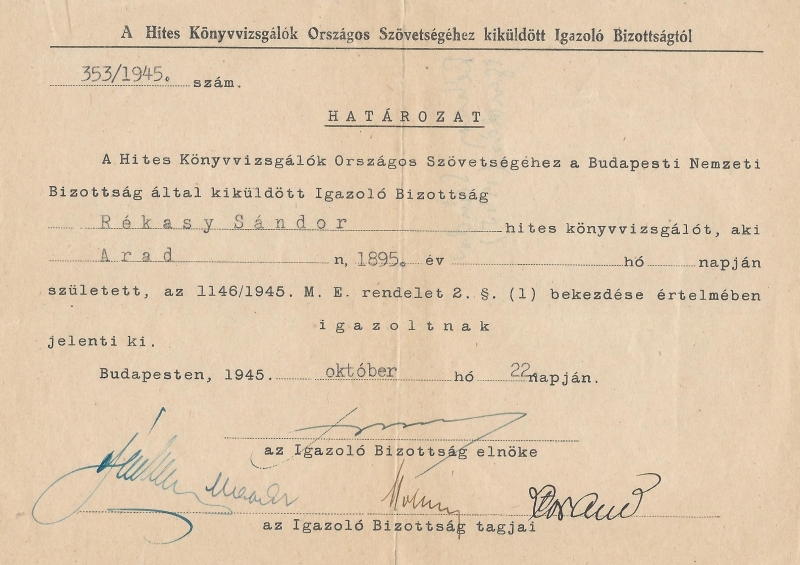 A Hites Könyvvizsgálók Országos Szövetségéhez kiküldött Igazoló Bizottságtól
353/1945. szám.
HATÁROZAT
A Hites Könyvvizsgálók Országos Szövetségéhez a Budapesti Nemzeti
Bizottság által kiküldött Igazoló Bizottság
Rékasy Sándor hites könyvvizsgálót, aki
Arad n, 1895. év hó napján
született, az 1146/1945. M. E. rendelet 2. §. (1) bekezdése értelmében
igazoltnak
jelenti ki.
Budapesten, 1945. október hó 22 napján.
az Igazoló Bizottság elnöke
az Igazoló Bizottság tagjai